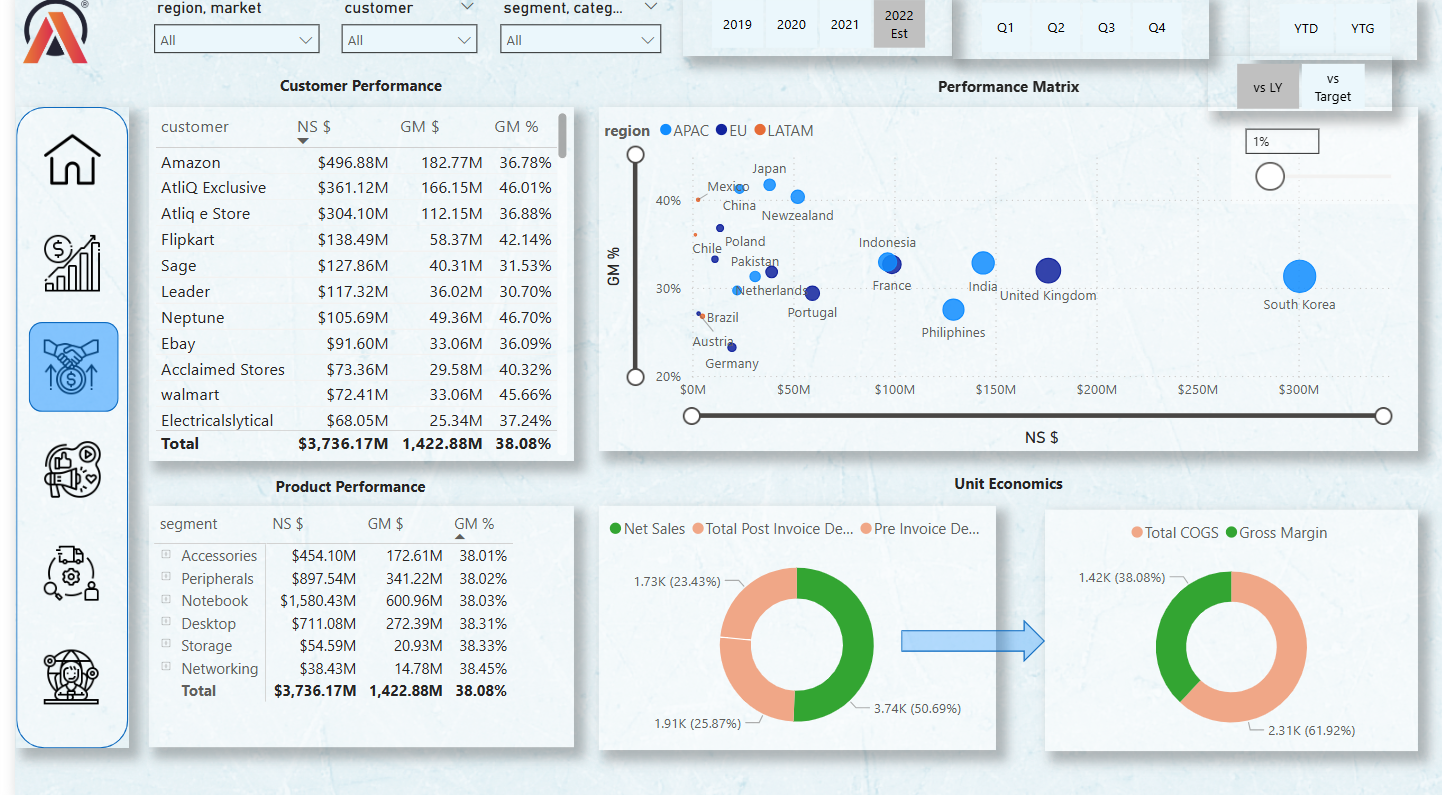 region, market
customer
segment, categ...
All
All
All
2019
2020
2021
2022
Est
Q1
Q2
Q3
Q4
YTD
YTG
vs LY
vs
Target
Customer Performance
customer NS $ GM $ GM %
Amazon $496.88M 182.77M 36.78%
AtliQ Exclusive $361.12M 166.15M 46.01%
Atliq e Store $304.10M 112.15M 36.88%
Flipkart $138.49M 58.37M 42.14%
Sage $127.86M 40.31M 31.53%
Leader $117.32M 36.02M 30.70%
Neptune $105.69M 49.36M 46.70%
Ebay $91.60M 33.06M 36.09%
Acclaimed Stores $73.36M 29.58M 40.32%
walmart $72.41M 33.06M 45.66%
Electricalslytical $68.05M 25.34M 37.24%
Total $3,736.17M 1,422.88M 38.08%
Performance Matrix
region APAC EU LATAM
1%
GM %
40%
30%
20%
Japan
Mexico
China
Newzealand
Chile
Poland
Pakistan
Netherlands
Portugal
Brazil
Austria
Germany
Indonesia
France
India
Philiphines
United Kingdom
South Korea
$0M $50M $100M $150M $200M $250M $300M
NS $
Product Performance
segment NS $ GM $ GM %
Accessories $454.10M 172.61M 38.01%
Peripherals $897.54M 341.22M 38.02%
Notebook $1,580.43M 600.96M 38.03%
Desktop $711.08M 272.39M 38.31%
Storage $54.59M 20.93M 38.33%
Networking $38.43M 14.78M 38.45%
Total $3,736.17M 1,422.88M 38.08%
Unit Economics
Net Sales Total Post Invoice De... Pre Invoice De...
1.73K (23.43%)
1.91K (25.87%)
3.74K (50.69%)
Total COGS Gross Margin
1.42K (38.08%)
2.31K (61.92%)